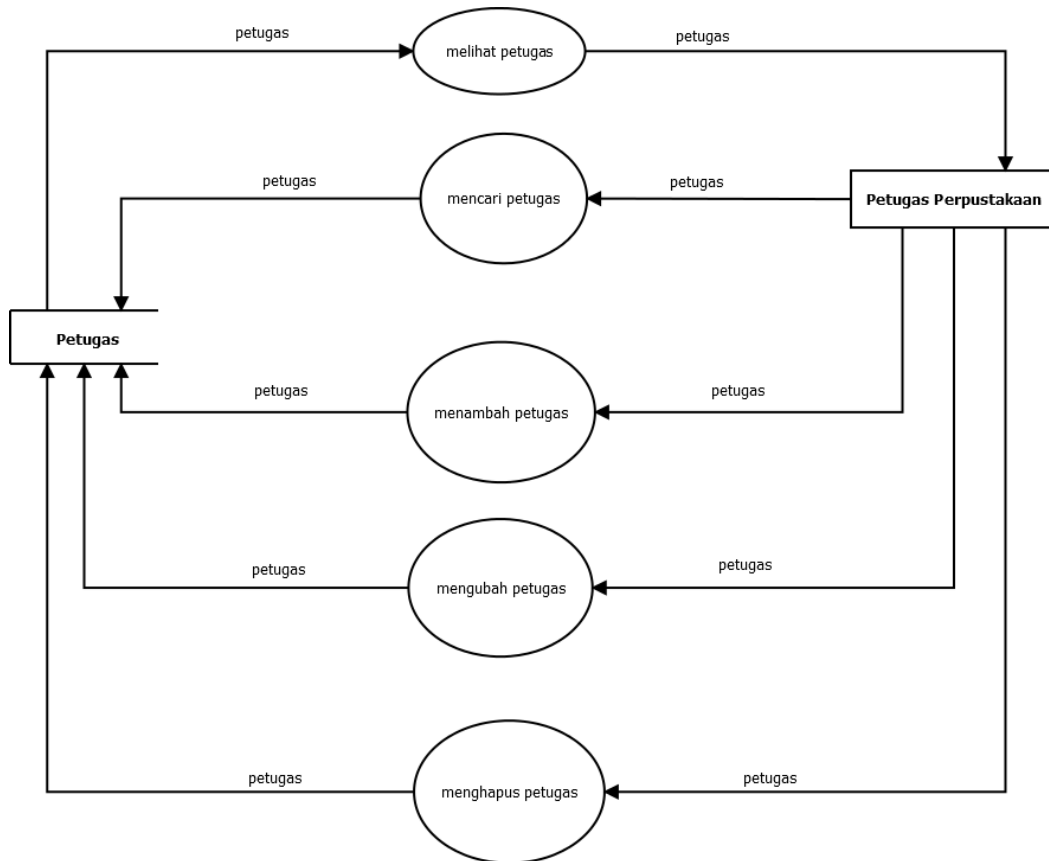 petugas
melihat petugas
petugas
petugas
mencari petugas
petugas
Petugas Perpustakaan
Petugas
petugas
menambah petugas
petugas
petugas
mengubah petugas
petugas
petugas
menghapus petugas
petugas